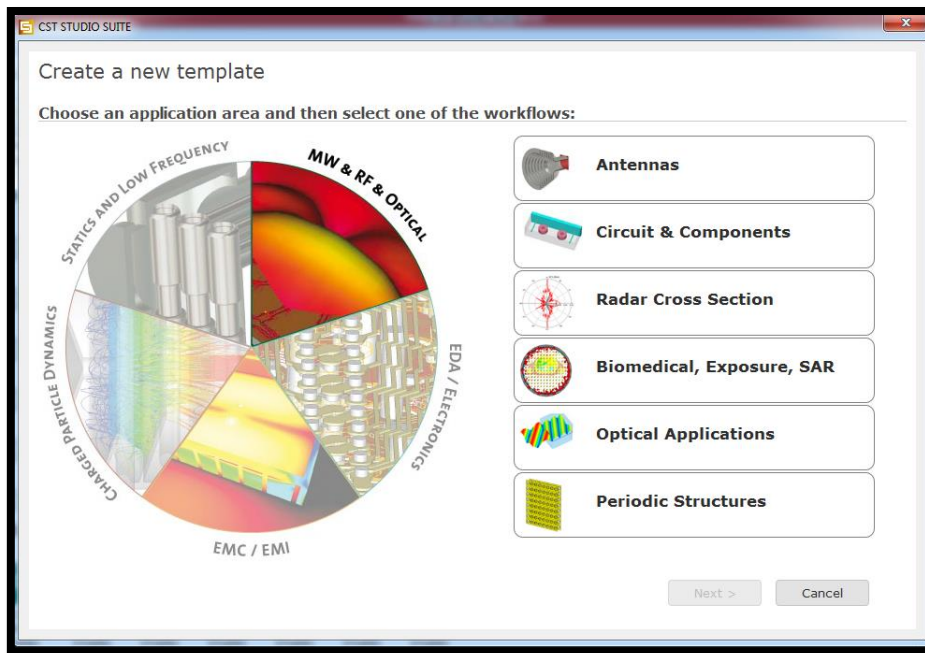 CST STUDIO SUITE
Create a new template
Choose an application area and then select one of the workflows:
STATICS AND LOW FREQUENCY
MW & RF & OPTICAL
EDA / ELECTRONICS
EMC / EMI
CHARGED PARTICLE DYNAMICS
Antennas
Circuit & Components
Radar Cross Section
Biomedical, Exposure, SAR
Optical Applications
Periodic Structures
Next >
Cancel